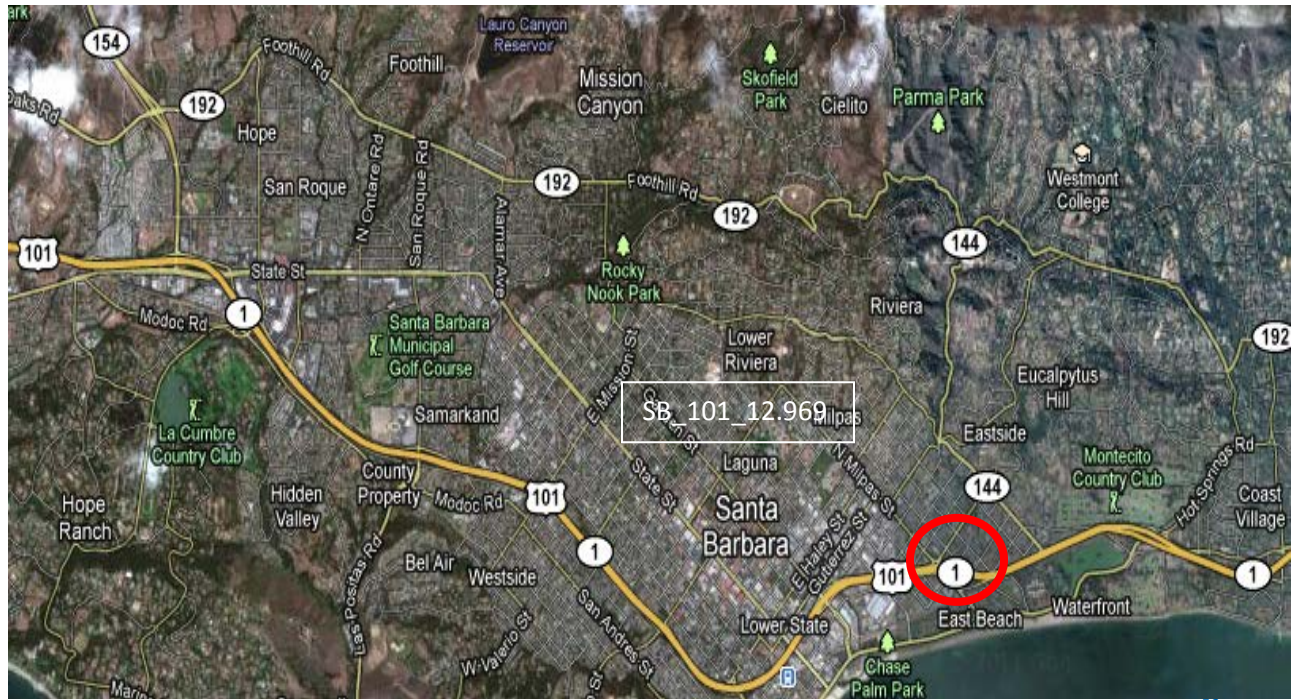 ark
154
Foothill Rd
Lauro Canyon
Reservoir
Foothill
Mission
Canyon
Skofield
Park
Cielito
Parma Park
Oaks Rd
192
Hope
San Roque
N Ontare Rd
San Roque Rd
Alamar Ave
192
Foothill Rd
192
Westmont
College
144
101
State St
Rocky
Nook Park
Riviera
Modoc Rd
1
Santa Barbara
Municipal
Golf Course
Lower
Riviera
192
E Mission St
Garden St
SB_101_12.969
Milpas
Eucalpytus
Hill
Samarkand
La Cumbre
Country Club
Eastside
Montecito
Country Club
Hot Springs Rd
County
Property
Laguna
N Milpas St
State St
144
Coast
Village
Hope
Ranch
Hidden
Valley
Modoc Rd
101
Santa
Barbara
E Haley St
Gutierrez St
Las Positas Rd
Bel Air
Westside
1
101
1
1
San Andres St
Lower State
East Beach
Waterfront
W Valerio St
Chase
Palm Park